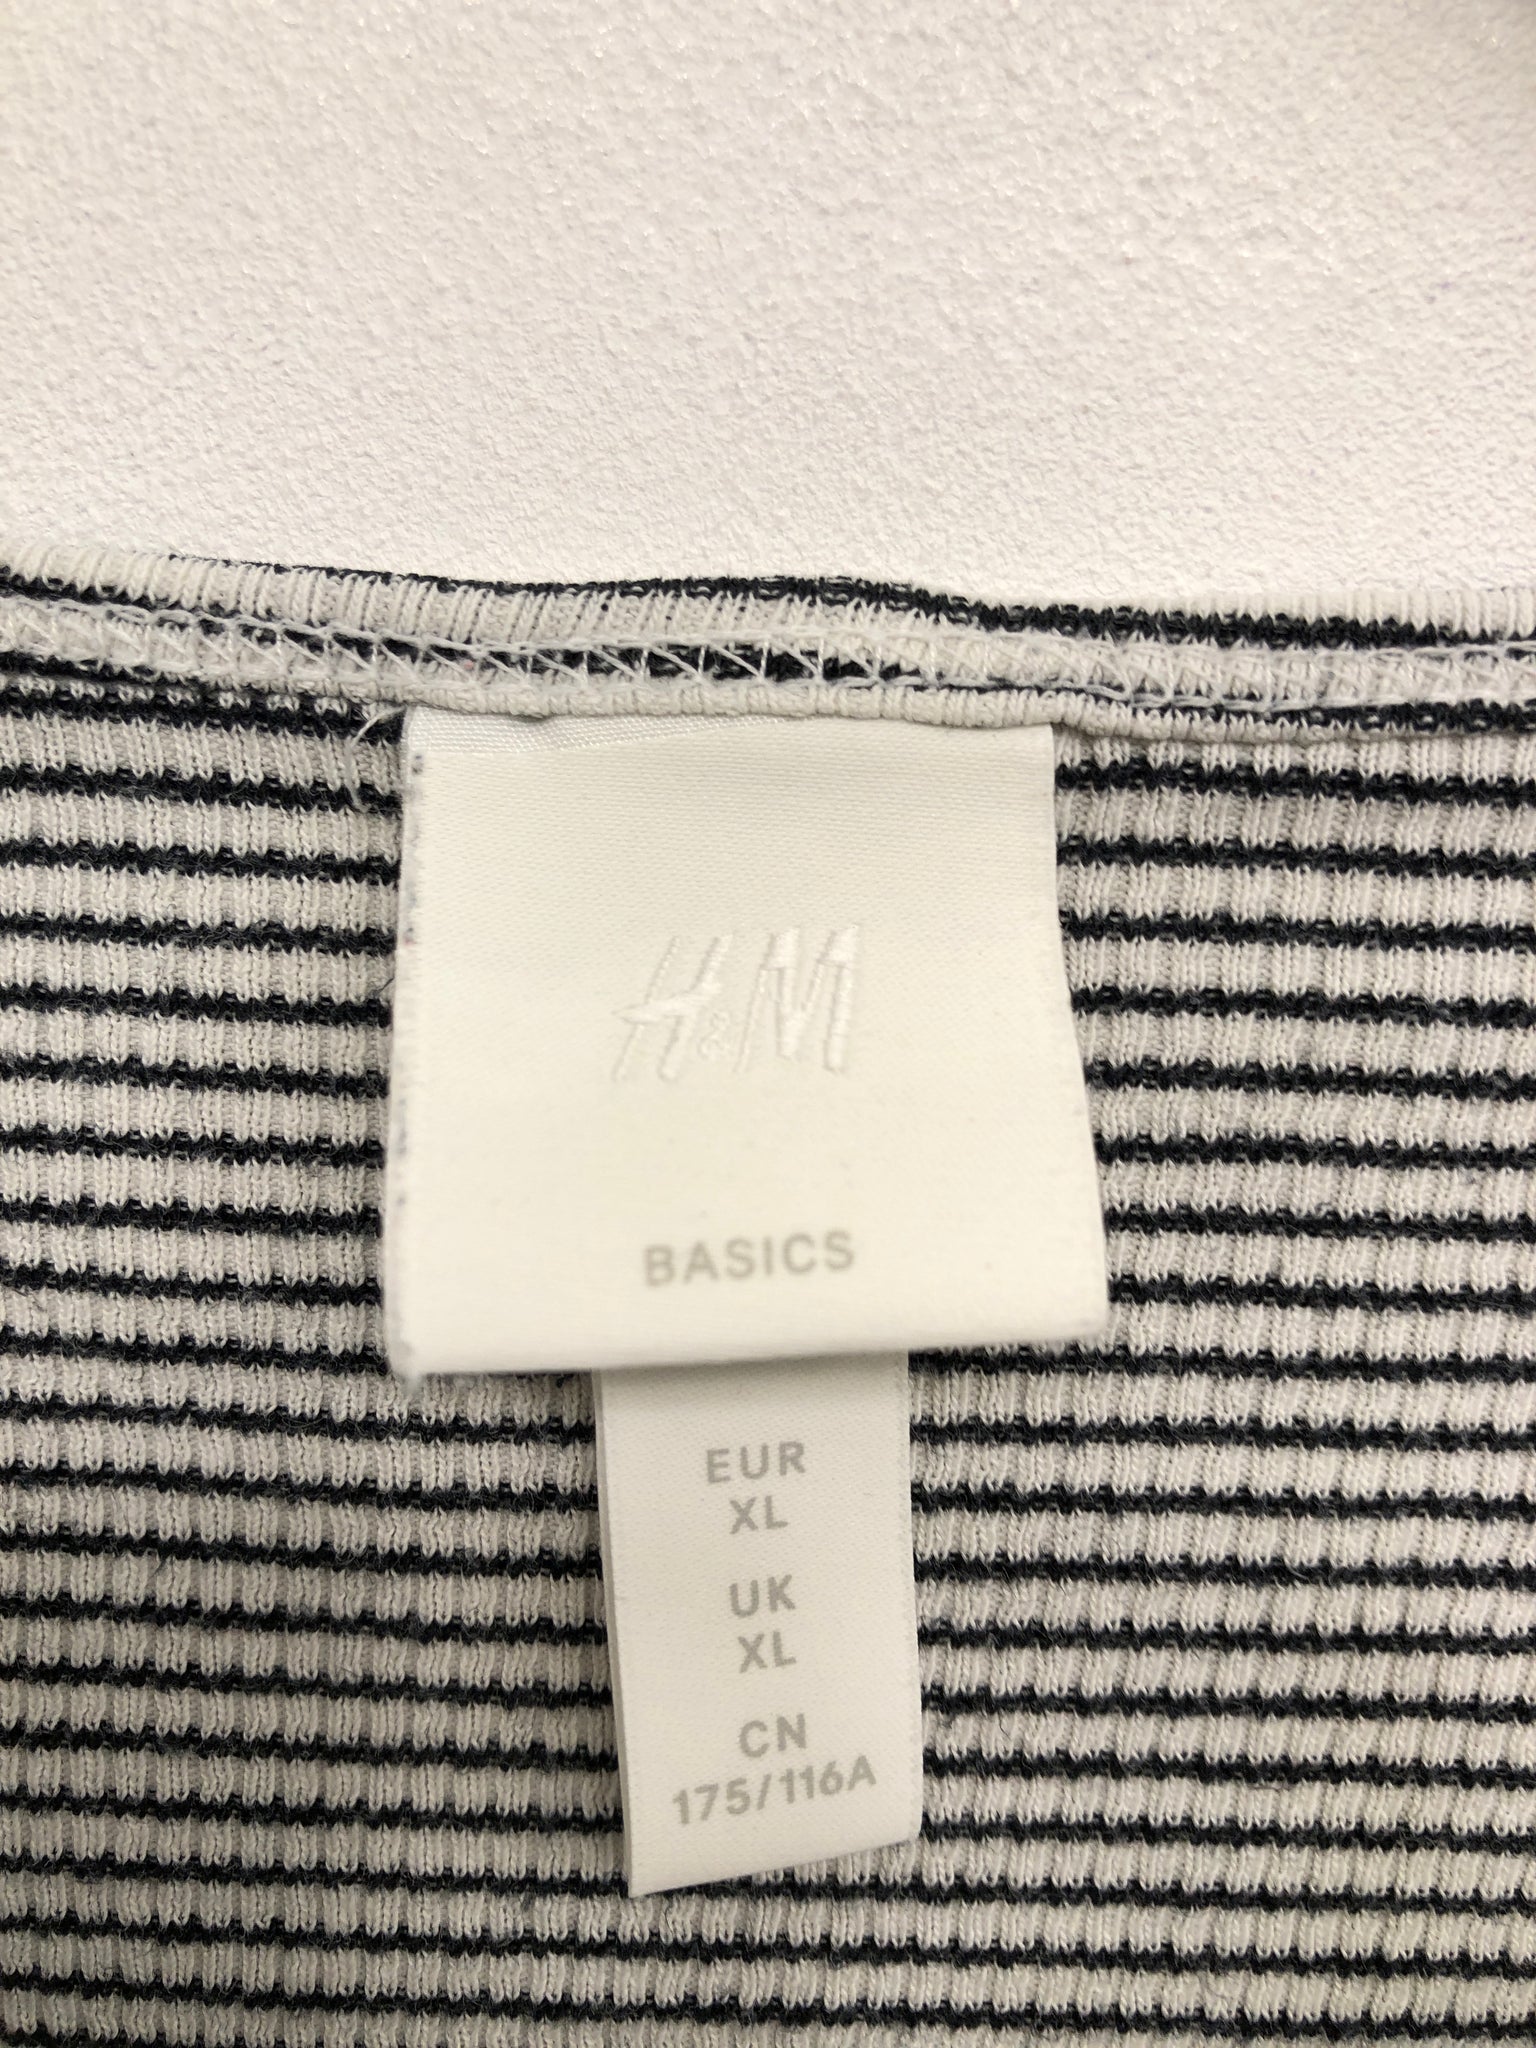 H&M
BASICS
EUR
XL
UK
XL
CN
175/116A